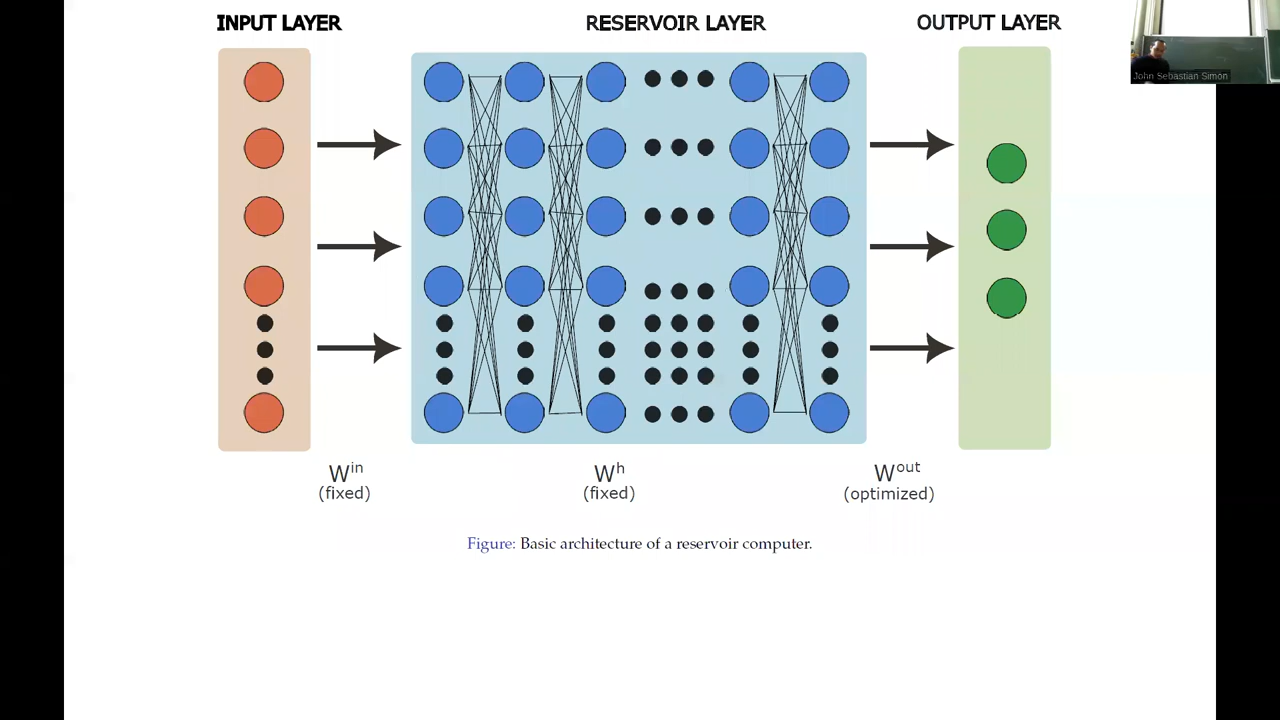 INPUT LAYER
RESERVOIR LAYER
OUTPUT LAYER
John Sebastian Simon
W^in
(fixed)
W^h
(fixed)
W^out
(optimized)
Figure: Basic architecture of a reservoir computer.